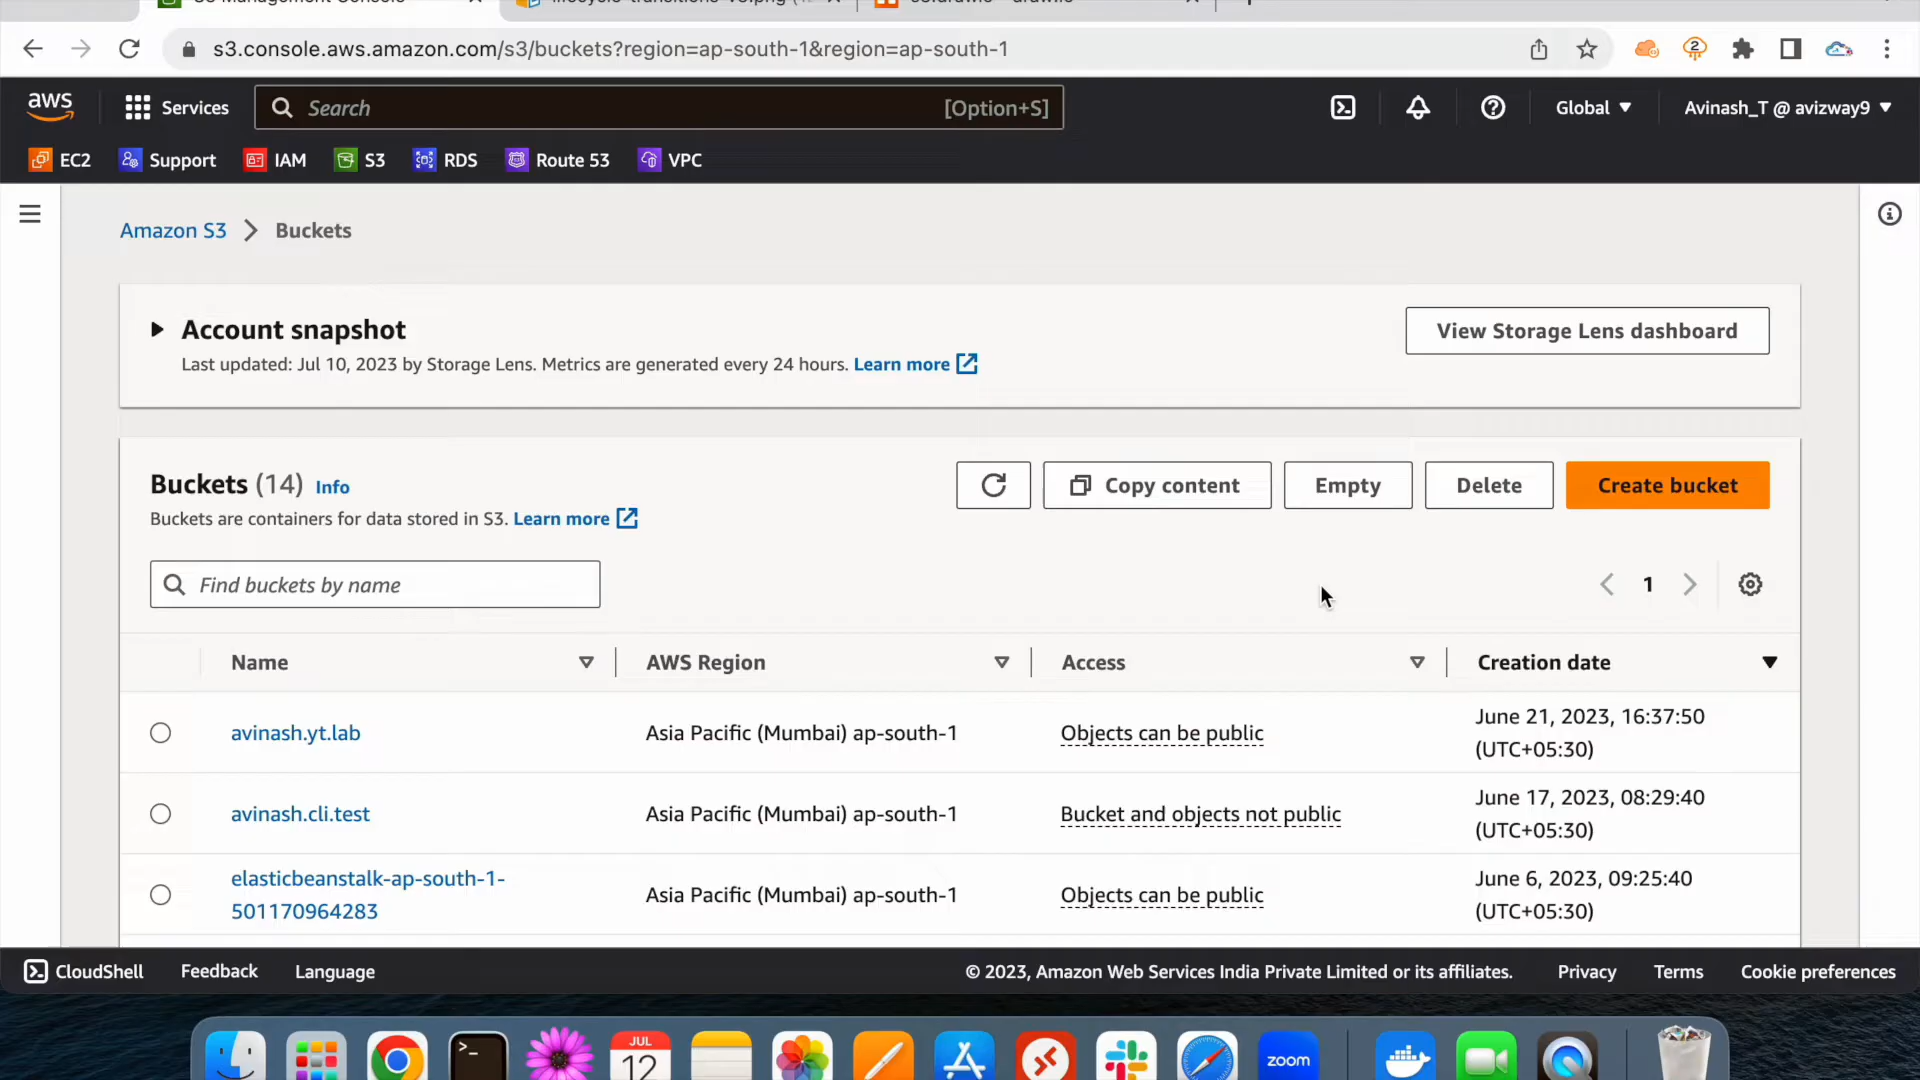 s3.console.aws.amazon.com/s3/buckets?region=ap-south-1&region=ap-south-1
2
aws
Services
Search
[Option+S]
Global
Avinash_T @ avizway9
EC2
Support
IAM
S3
RDS
Route 53
VPC
Amazon S3
Buckets
Account snapshot
View Storage Lens dashboard
Last updated: Jul 10, 2023 by Storage Lens. Metrics are generated every 24 hours. Learn more
Buckets (14) Info
Copy content
Empty
Delete
Create bucket
Buckets are containers for data stored in S3. Learn more
Find buckets by name
1
Name
AWS Region
Access
Creation date
avinash.yt.lab
Asia Pacific (Mumbai) ap-south-1
Objects can be public
June 21, 2023, 16:37:50
(UTC+05:30)
avinash.cli.test
Asia Pacific (Mumbai) ap-south-1
Bucket and objects not public
June 17, 2023, 08:29:40
(UTC+05:30)
elasticbeanstalk-ap-south-1-
501170964283
Asia Pacific (Mumbai) ap-south-1
Objects can be public
June 6, 2023, 09:25:40
(UTC+05:30)
CloudShell
Feedback
Language
© 2023, Amazon Web Services India Private Limited or its affiliates.
Privacy
Terms
Cookie preferences
JUL
12
zoom